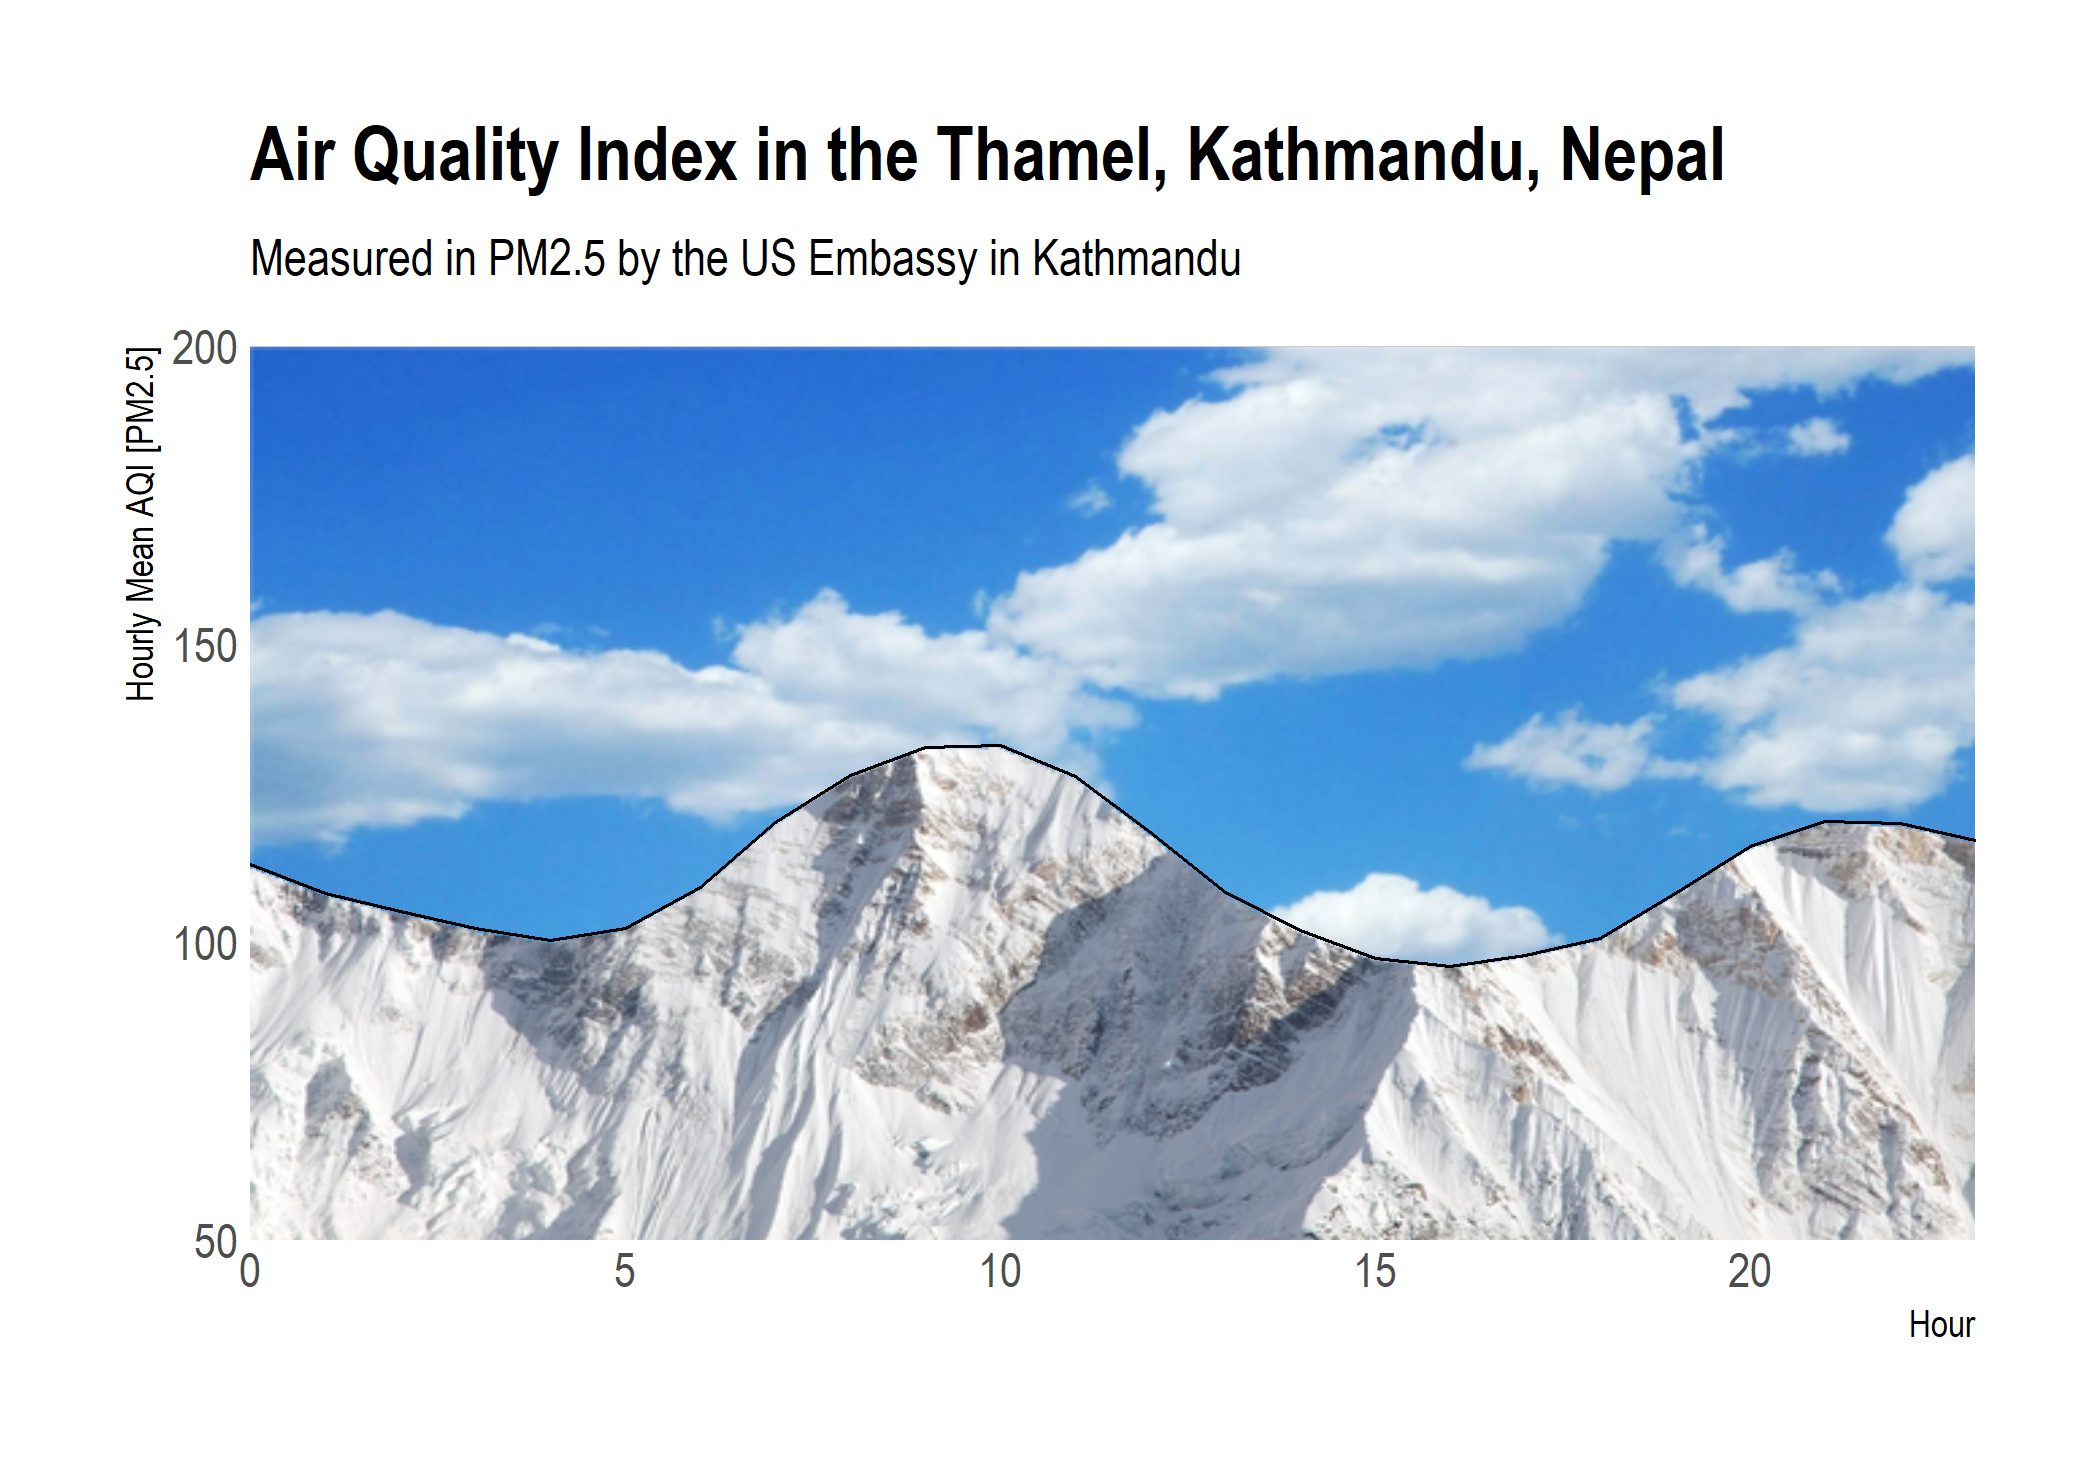 Air Quality Index in the Thamel, Kathmandu, Nepal
Measured in PM2.5 by the US Embassy in Kathmandu
Hourly Mean AQI [PM2.5]
200
150
100
50
0 5 10 15 20
Hour